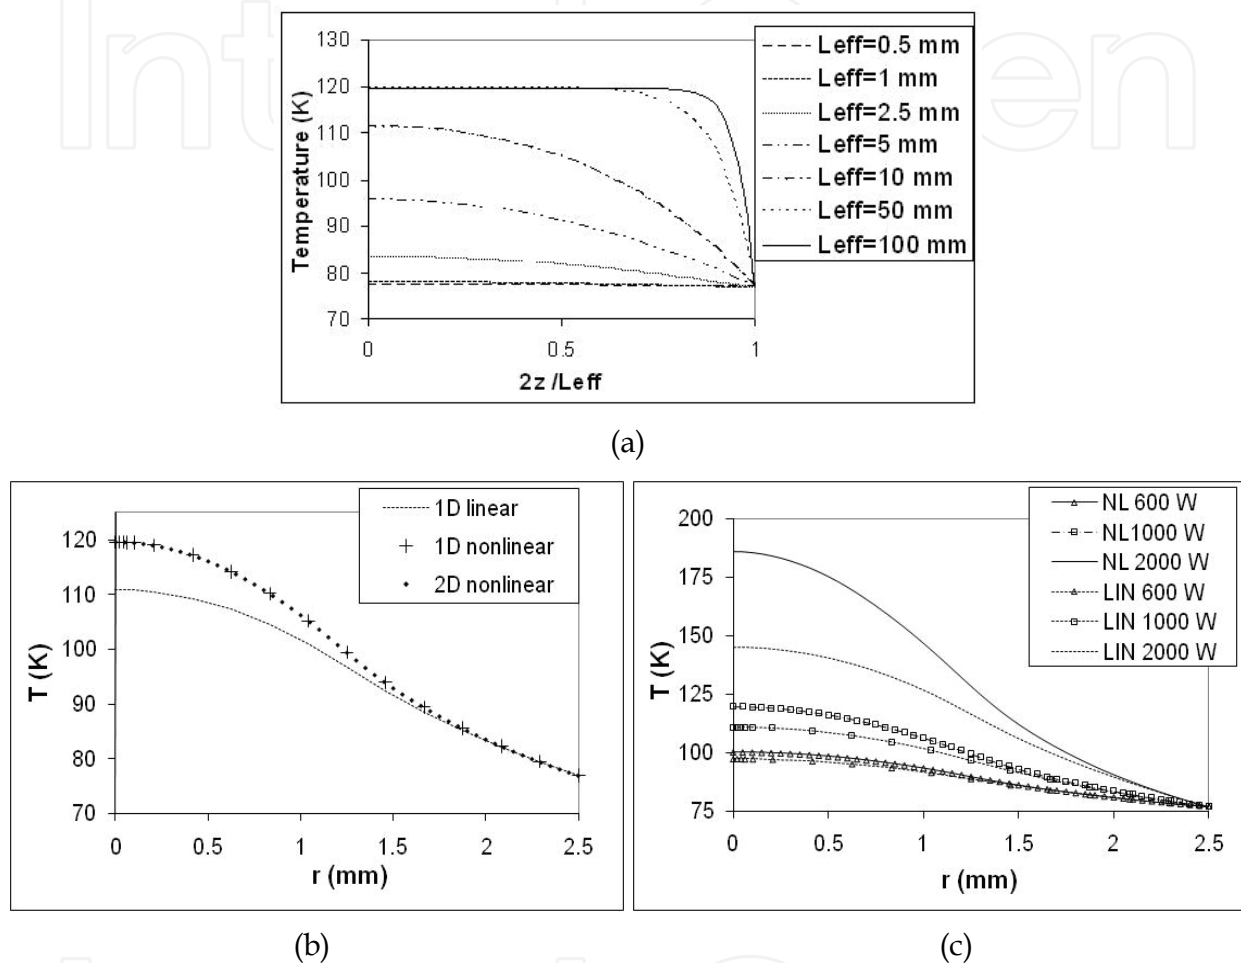 130
120
110
100
90
80
70
Temperature (K)
0
0.5
1
2z /Leff
Leff=0.5 mm
Leff=1 mm
Leff=2.5 mm
Leff=5 mm
Leff=10 mm
Leff=50 mm
Leff=100 mm
(a)
120
110
100
90
80
70
T (K)
0
0.5
1
1.5
2
2.5
r (mm)
1D linear
1D nonlinear
2D nonlinear
(b)
200
175
150
125
100
75
T (K)
0
0.5
1
1.5
2
2.5
r (mm)
NL 600 W
NL1000 W
NL 2000 W
LIN 600 W
LIN 1000 W
LIN 2000 W
(c)